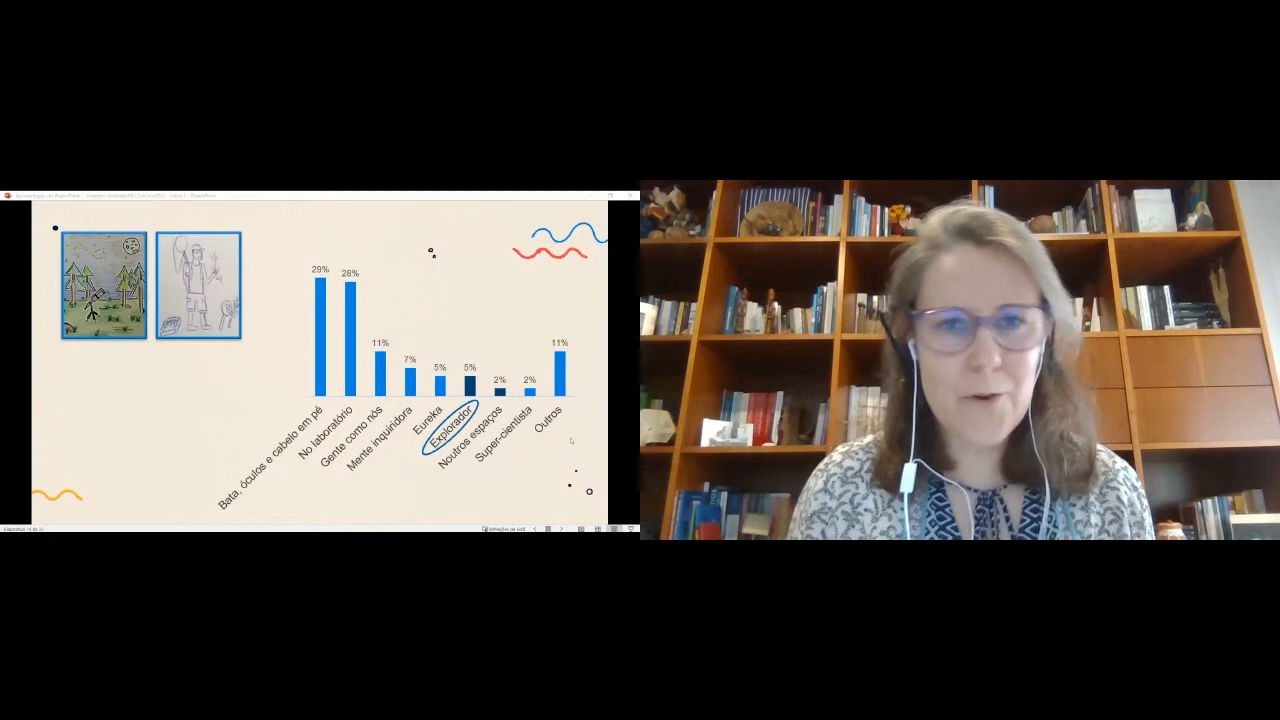 29%
28%
11%
7%
5%
5%
2%
2%
11%
Bata, óculos e cabelo em pé
No laboratório
Gente como nós
Mente inquiridora
Eureka
Explorador
Noutros espaços
Super-cientista
Outros